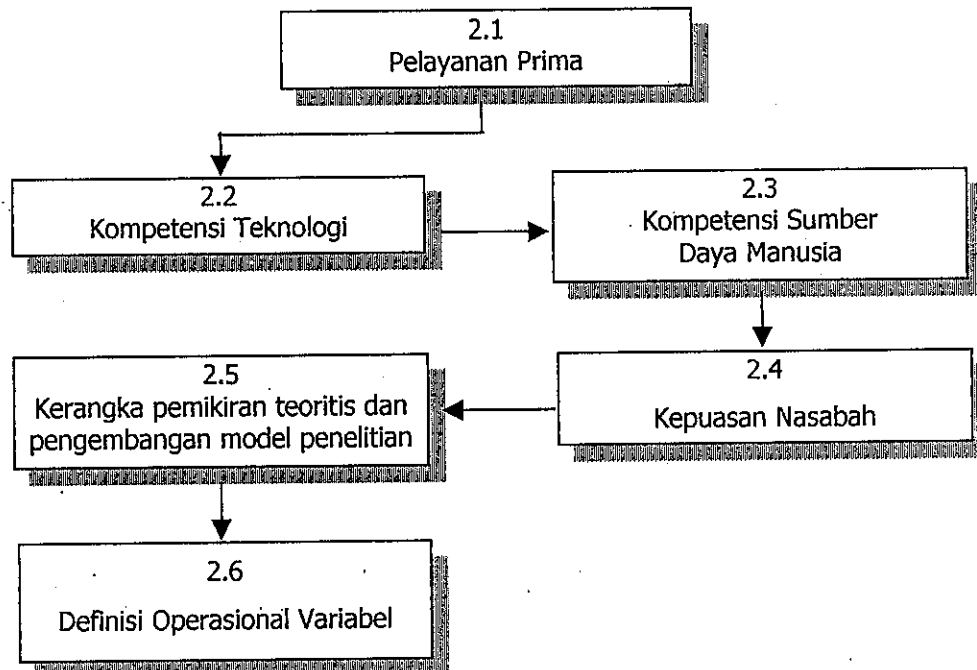 2.1
Pelayanan Prima
2.2
Kompetensi Teknologi
2.3
Kompetensi Sumber
Daya Manusia
2.4
Kepuasan Nasabah
2.5
Kerangka pemikiran teoritis dan
pengembangan model penelitian
2.6
Definisi Operasional Variabel